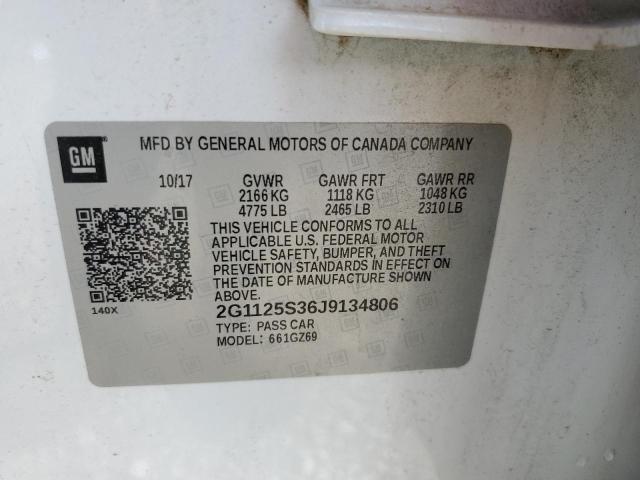 GM
MFD BY GENERAL MOTORS OF CANADA COMPANY
10/17 GVWR GAWR FRT GAWR RR
2166 KG 1118 KG 1048 KG
4775 LB 2465 LB 2310 LB
THIS VEHICLE CONFORMS TO ALL
APPLICABLE U.S. FEDERAL MOTOR
VEHICLE SAFETY, BUMPER, AND THEFT
PREVENTION STANDARDS IN EFFECT ON
THE DATE OF MANUFACTURE SHOWN
ABOVE.
140X
2G1125S36J9134806
TYPE: PASS CAR
MODEL: 661GZ69